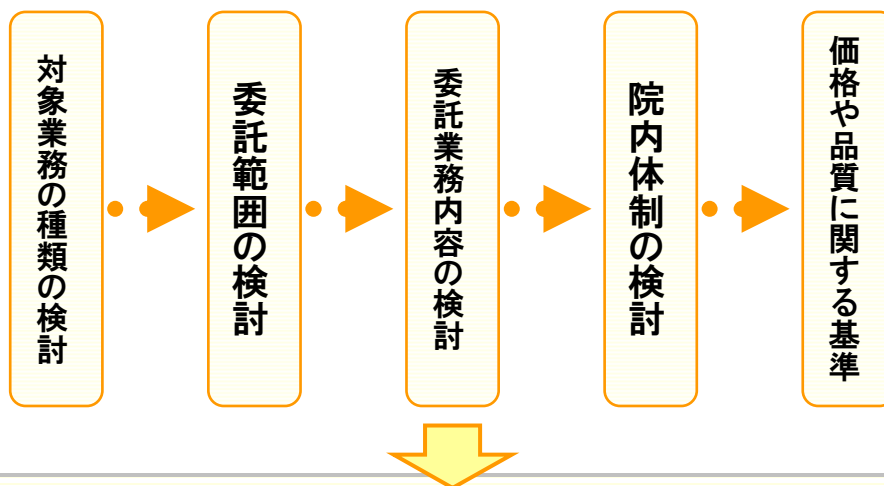 対象業務の種類の検討
委託範囲の検討
委託業務内容の検討
院内体制の検討
価格や品質に関する基準